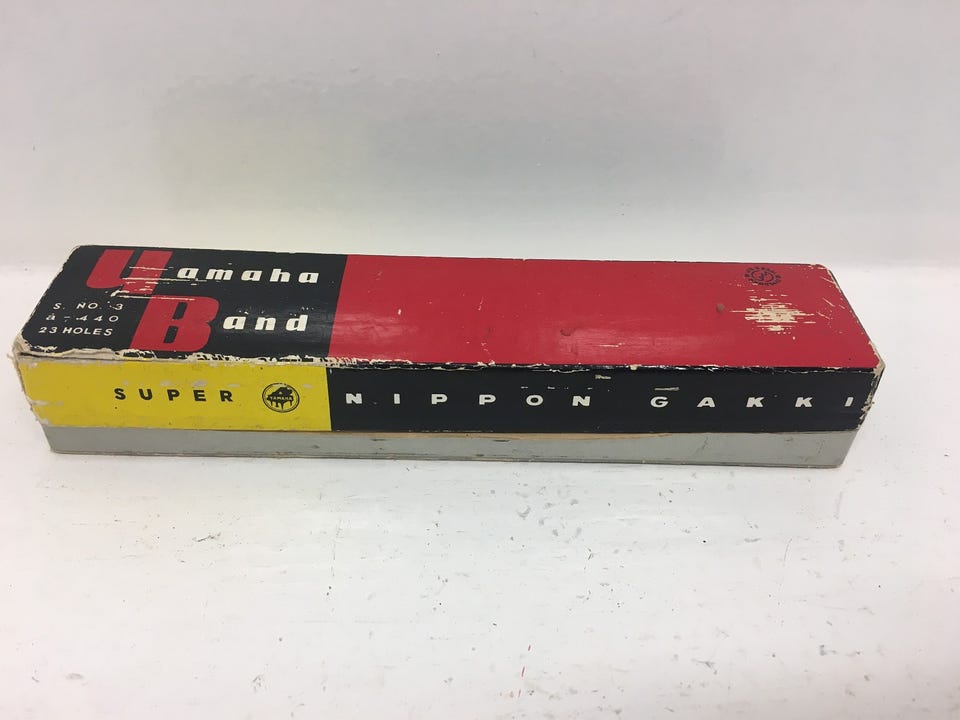 Yamaha
Band
S. NO. 3
a - 440
23 HOLES
SUPER
YAMAHA
NIPPON GAKKI